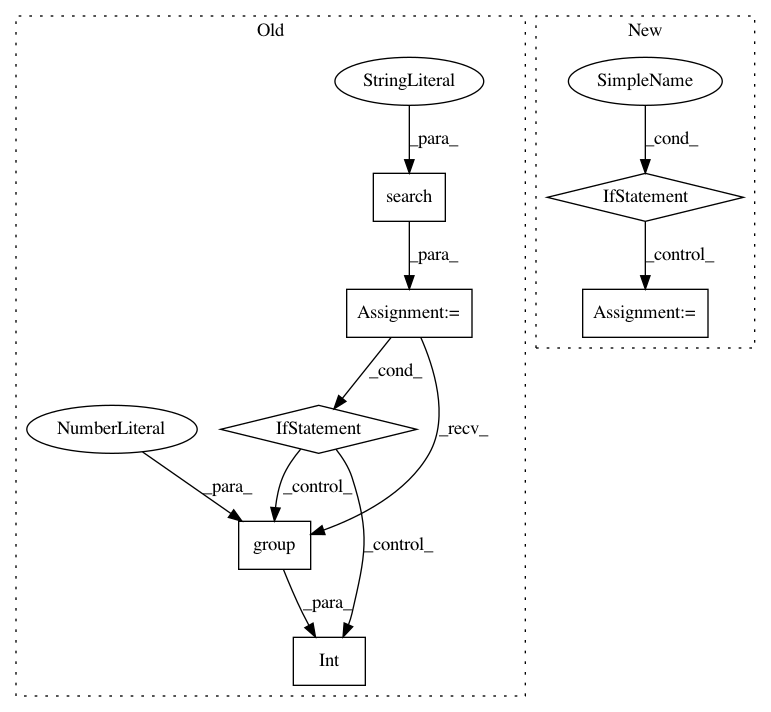 Old
New
StringLiteral
SimpleName
_para_
_cond_
search
IfStatement
_para_
_control_
Assignment:=
Assignment:=
_cond_
NumberLiteral
IfStatement
_recv_
_para_
_control_
group
_control_
_para_
Int